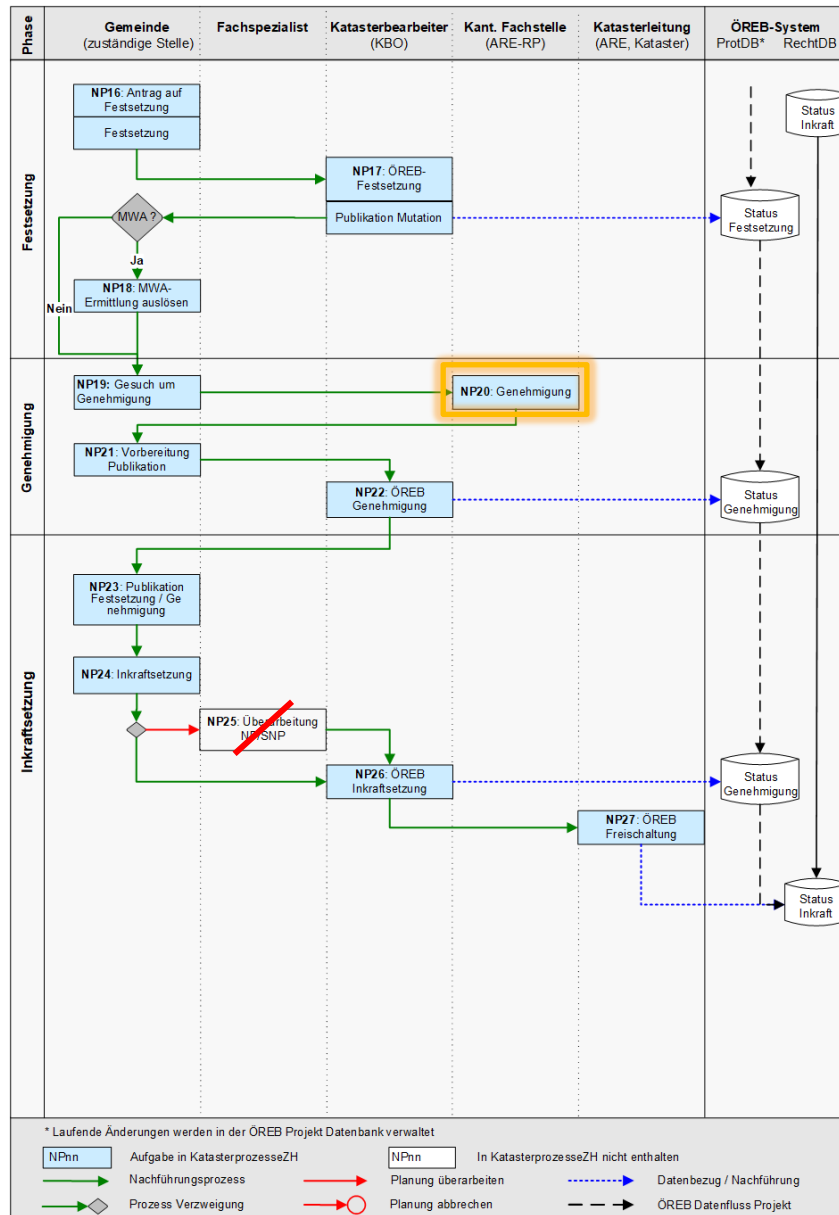 Phase
Gemeinde
(zuständige Stelle)
Fachspezialist
Katasterbearbeiter
(KBO)
Kant. Fachstelle
(ARE-RP)
Katasterleitung
(ARE, Kataster)
ÖREB-System
ProtDB* RechtDB
Festsetzung
NP16: Antrag auf
Festsetzung
Festsetzung
Status
Inkraft
NP17: ÖREB-
Festsetzung
Publikation Mutation
MWA ?
Status
Festsetzung
Ja
NP18: MWA-
Ermittlung auslösen
Nein
Genehmigung
NP19: Gesuch um
Genehmigung
NP20: Genehmigung
NP21: Vorbereitung
Publikation
NP22: ÖREB
Genehmigung
Status
Genehmigung
Inkraftsetzung
NP23: Publikation
Festsetzung / Ge
nehmigung
NP24: Inkraftsetzung
NP25: Überarbeitung
NP/SNP
NP26: ÖREB
Inkraftsetzung
Status
Genehmigung
NP27: ÖREB
Freischaltung
Status
Inkraft
* Laufende Änderungen werden in der ÖREB Projekt Datenbank verwaltet
NPnn Aufgabe in KatasterprozesseZH
NPnn In KatasterprozesseZH nicht enthalten
Nachführungsprozess
Planung überarbeiten
Datenbezug / Nachführung
Prozess Verzweigung
Planung abbrechen
ÖREB Datenfluss Projekt